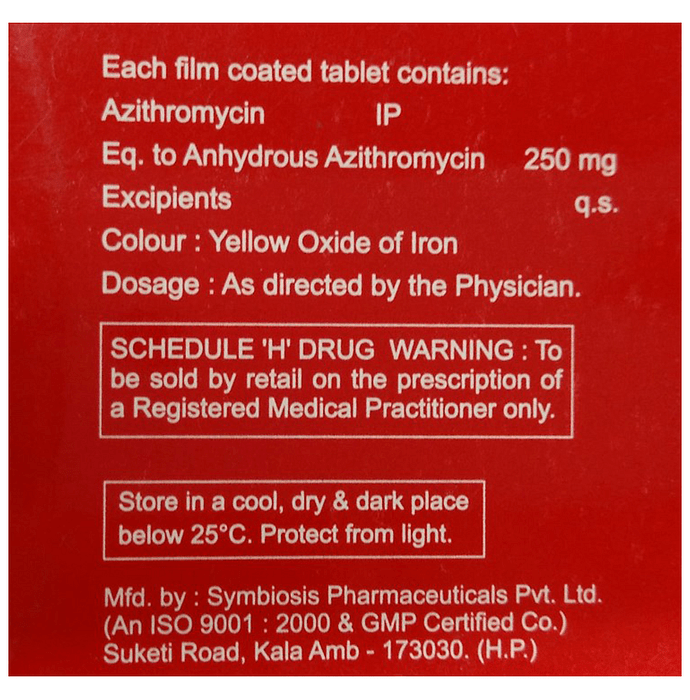 Each film coated tablet contains:
Azithromycin IP
Eq. to Anhydrous Azithromycin 250 mg
Excipients q.s.
Colour : Yellow Oxide of Iron
Dosage : As directed by the Physician.
SCHEDULE 'H' DRUG WARNING : To
be sold by retail on the prescription of
a Registered Medical Practitioner only.
Store in a cool, dry & dark place
below 25°C. Protect from light.
Mfd. by : Symbiosis Pharmaceuticals Pvt. Ltd.
(An ISO 9001 : 2000 & GMP Certified Co.)
Suketi Road, Kala Amb - 173030. (H.P.)